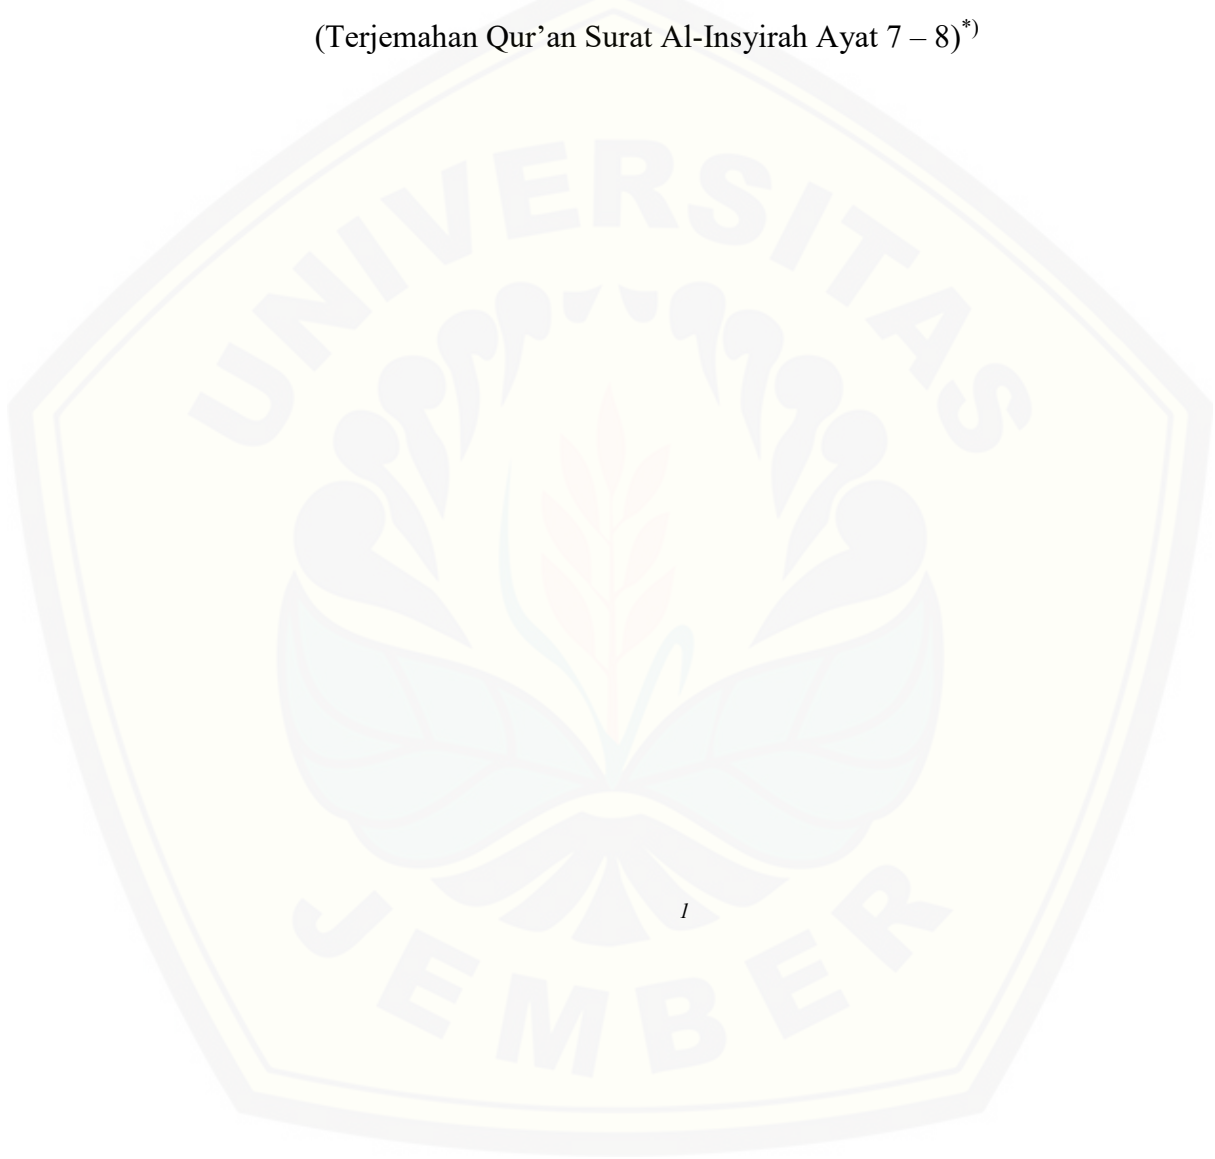 (Terjemahan Qur’an Surat Al-Insyirah Ayat 7 – 8)*)
UNIVERSITAS
1
JEMBER